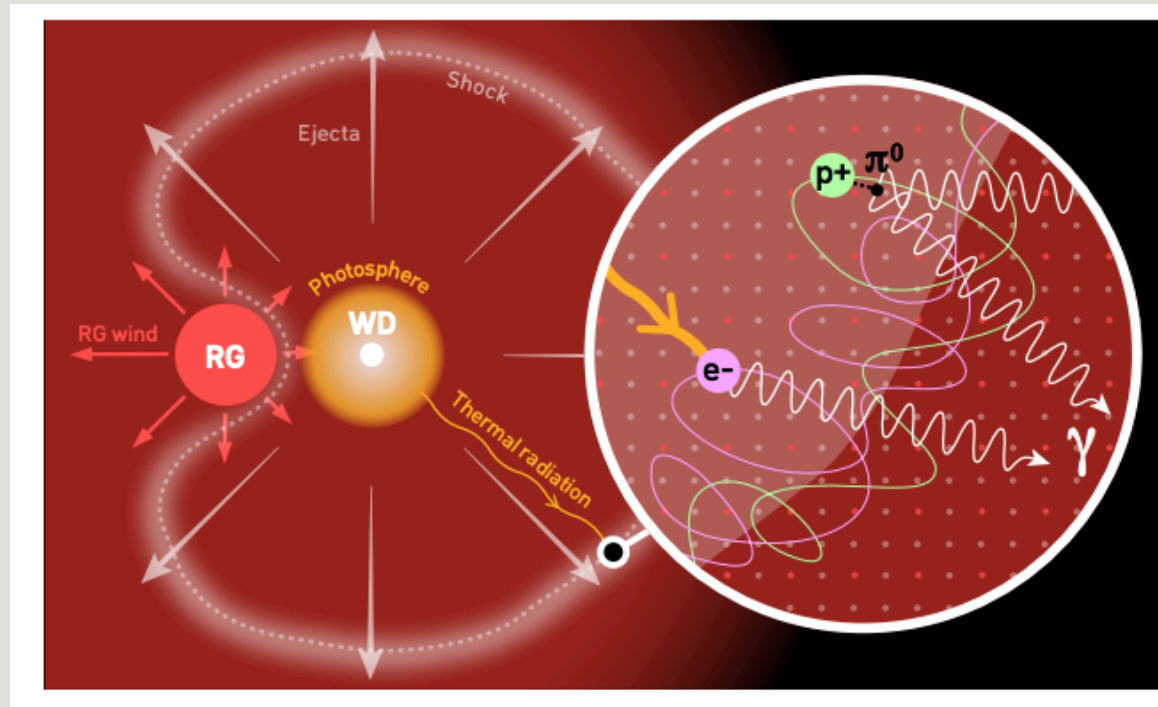 Shock
Ejecta
Photosphere
WD
RG wind
RG
Thermal radiation
p+
π⁰
e-
γ